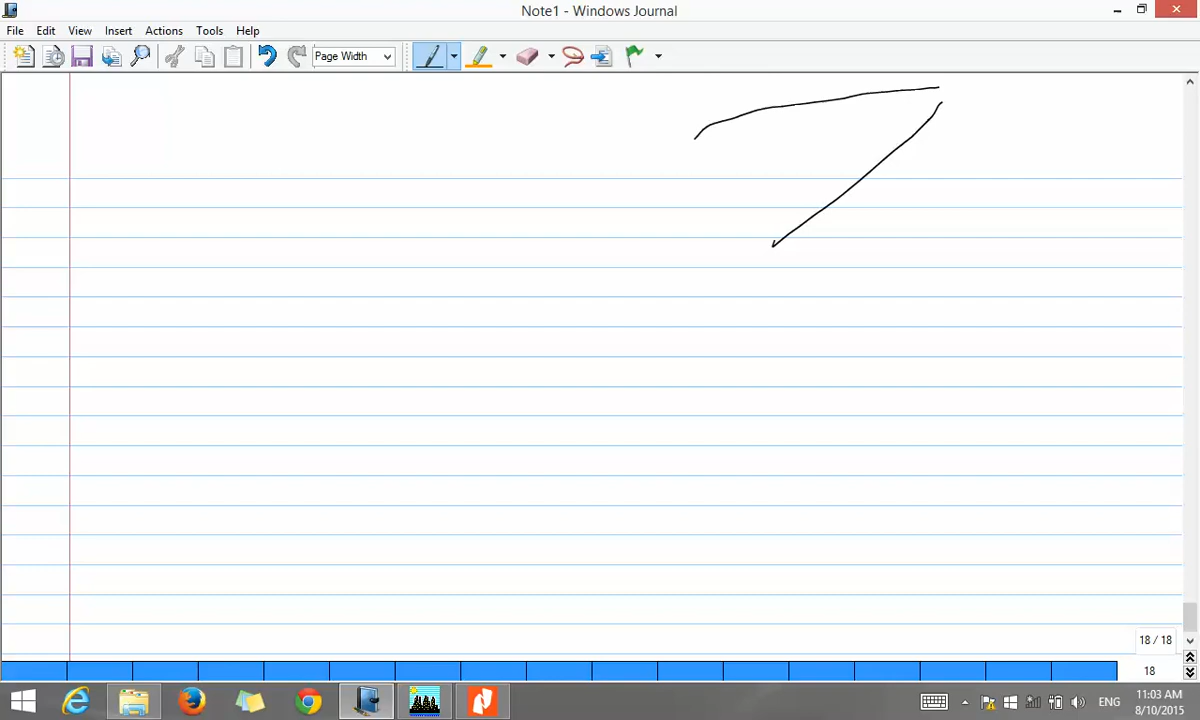 Note1 - Windows Journal
File Edit View Insert Actions Tools Help
Page Width
18 / 18
18
ENG
11:03 AM
8/10/2015